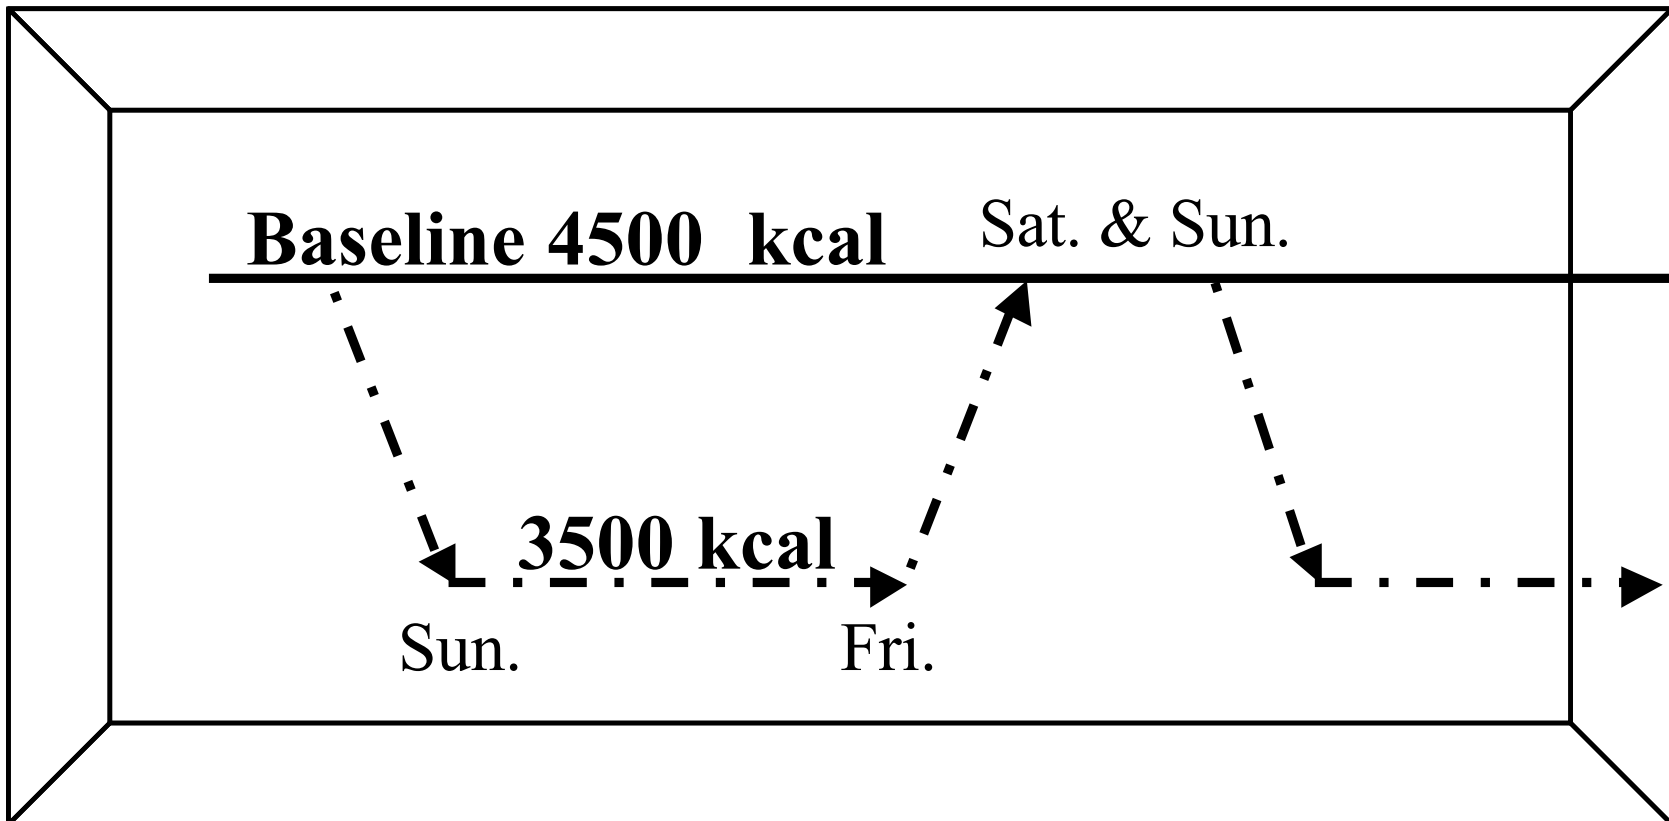 Baseline 4500 kcal
Sat. & Sun.
3500 kcal
Sun.
Fri.